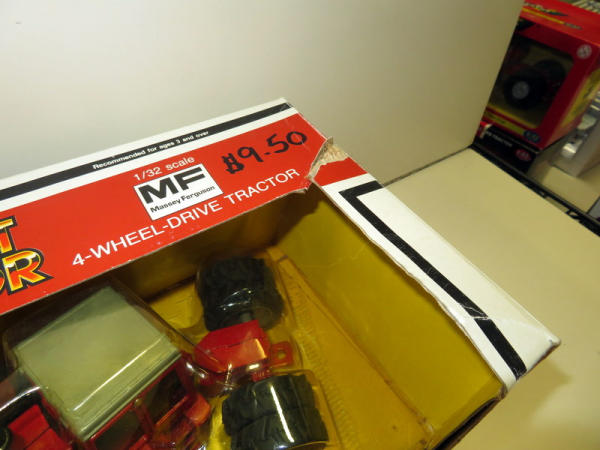 Recommended for ages 3 and over
1/32 scale
$9.50
MF
Massey Ferguson
4-WHEEL-DRIVE TRACTOR